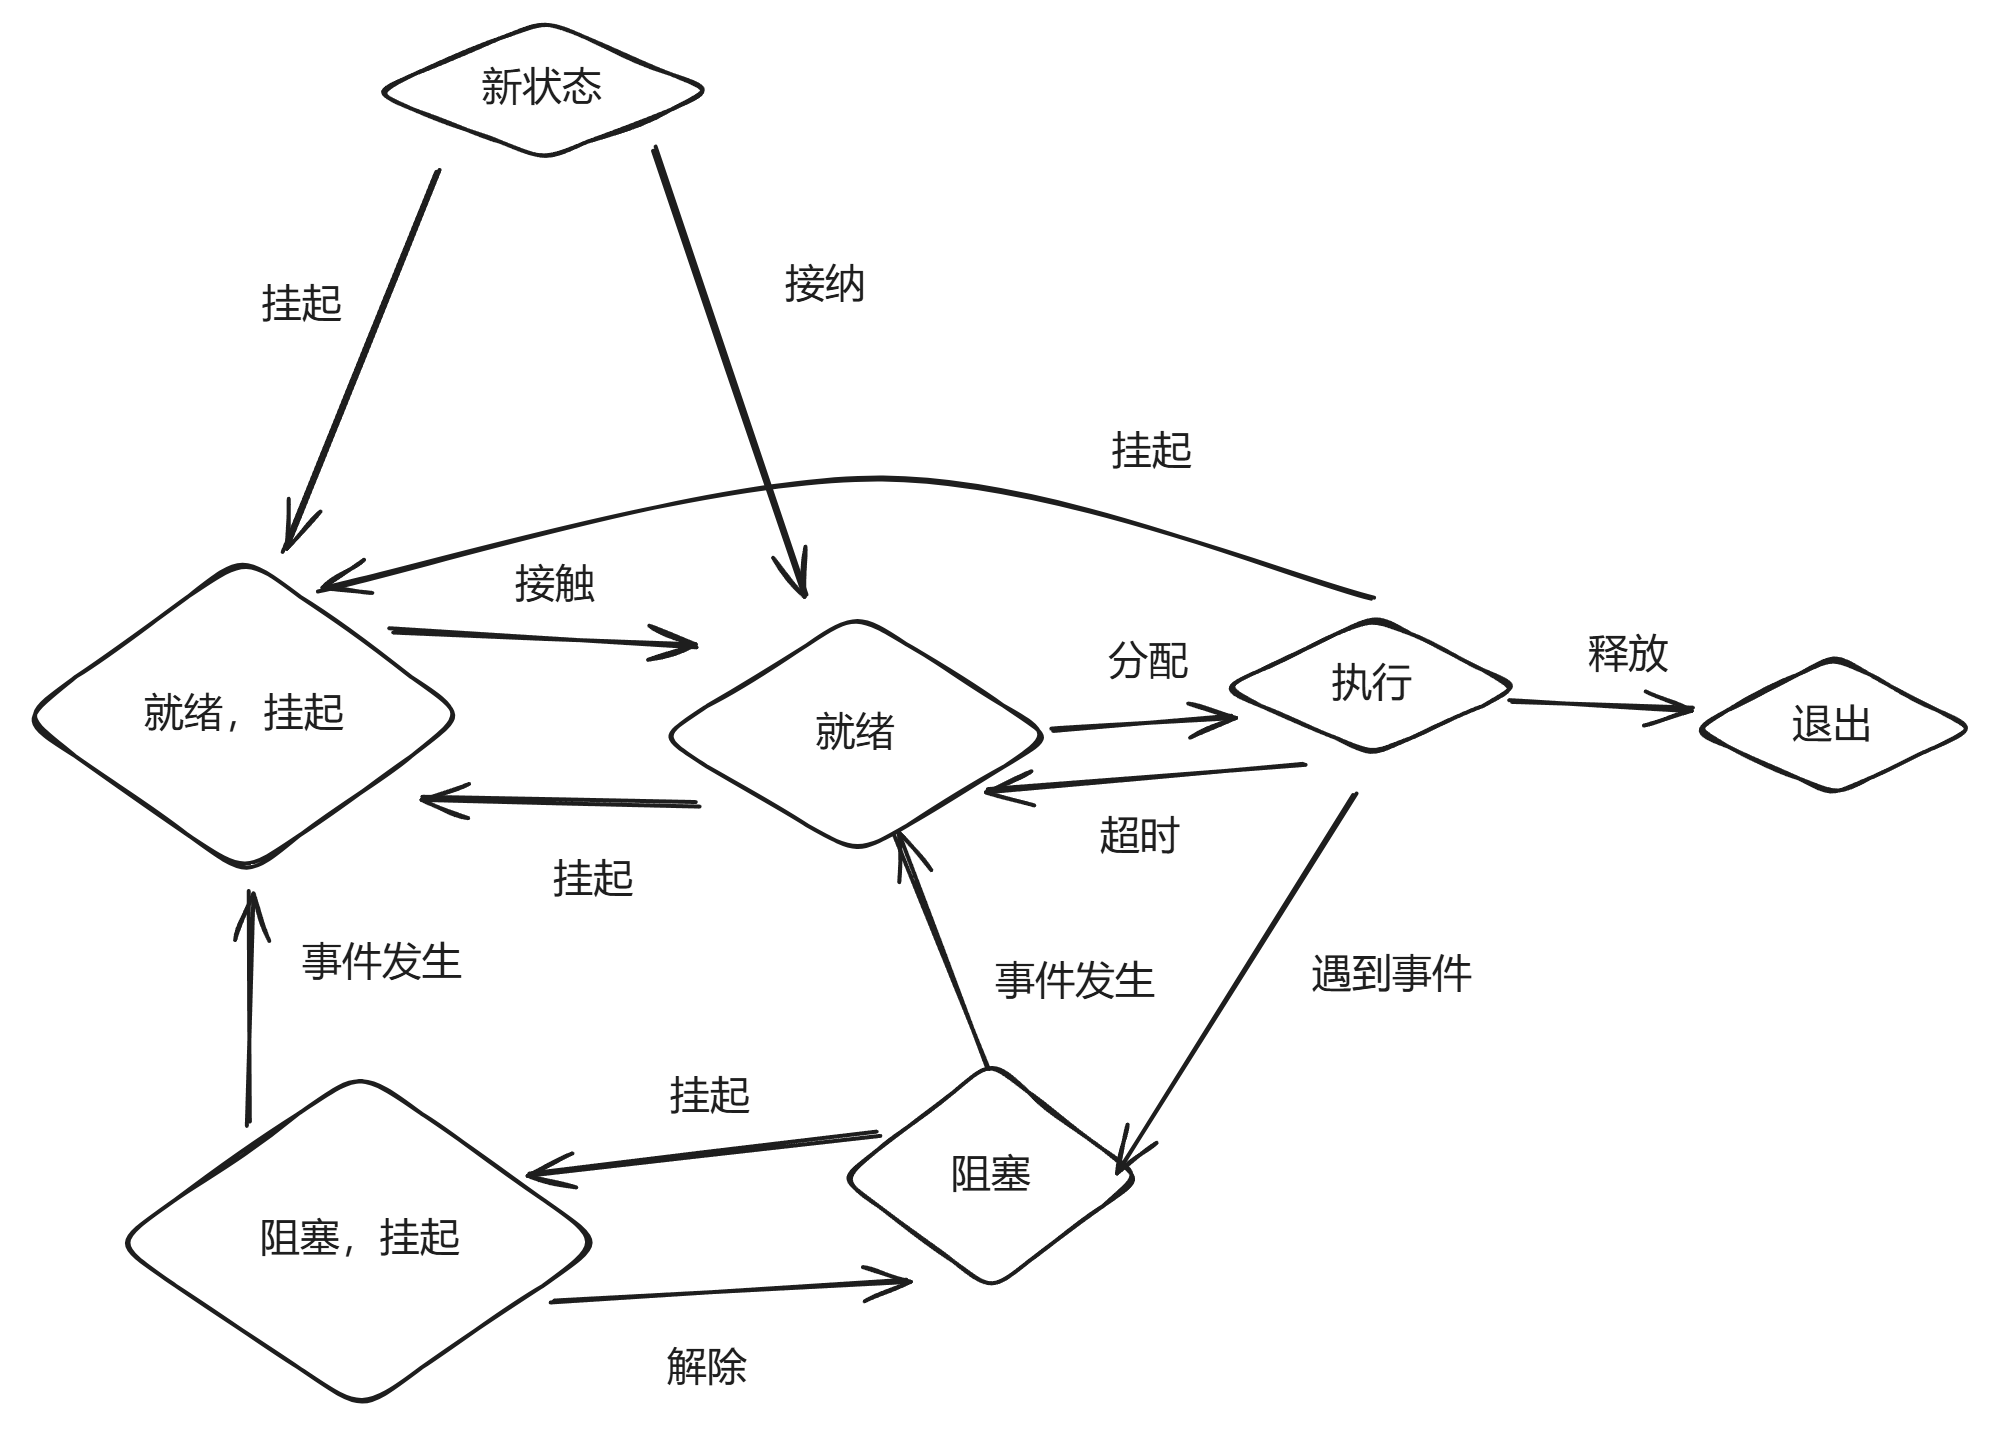 新状态
挂起
接纳
挂起
接触
分配
释放
就绪，挂起
就绪
执行
退出
超时
挂起
事件发生
事件发生
遇到事件
挂起
阻塞
阻塞，挂起
解除